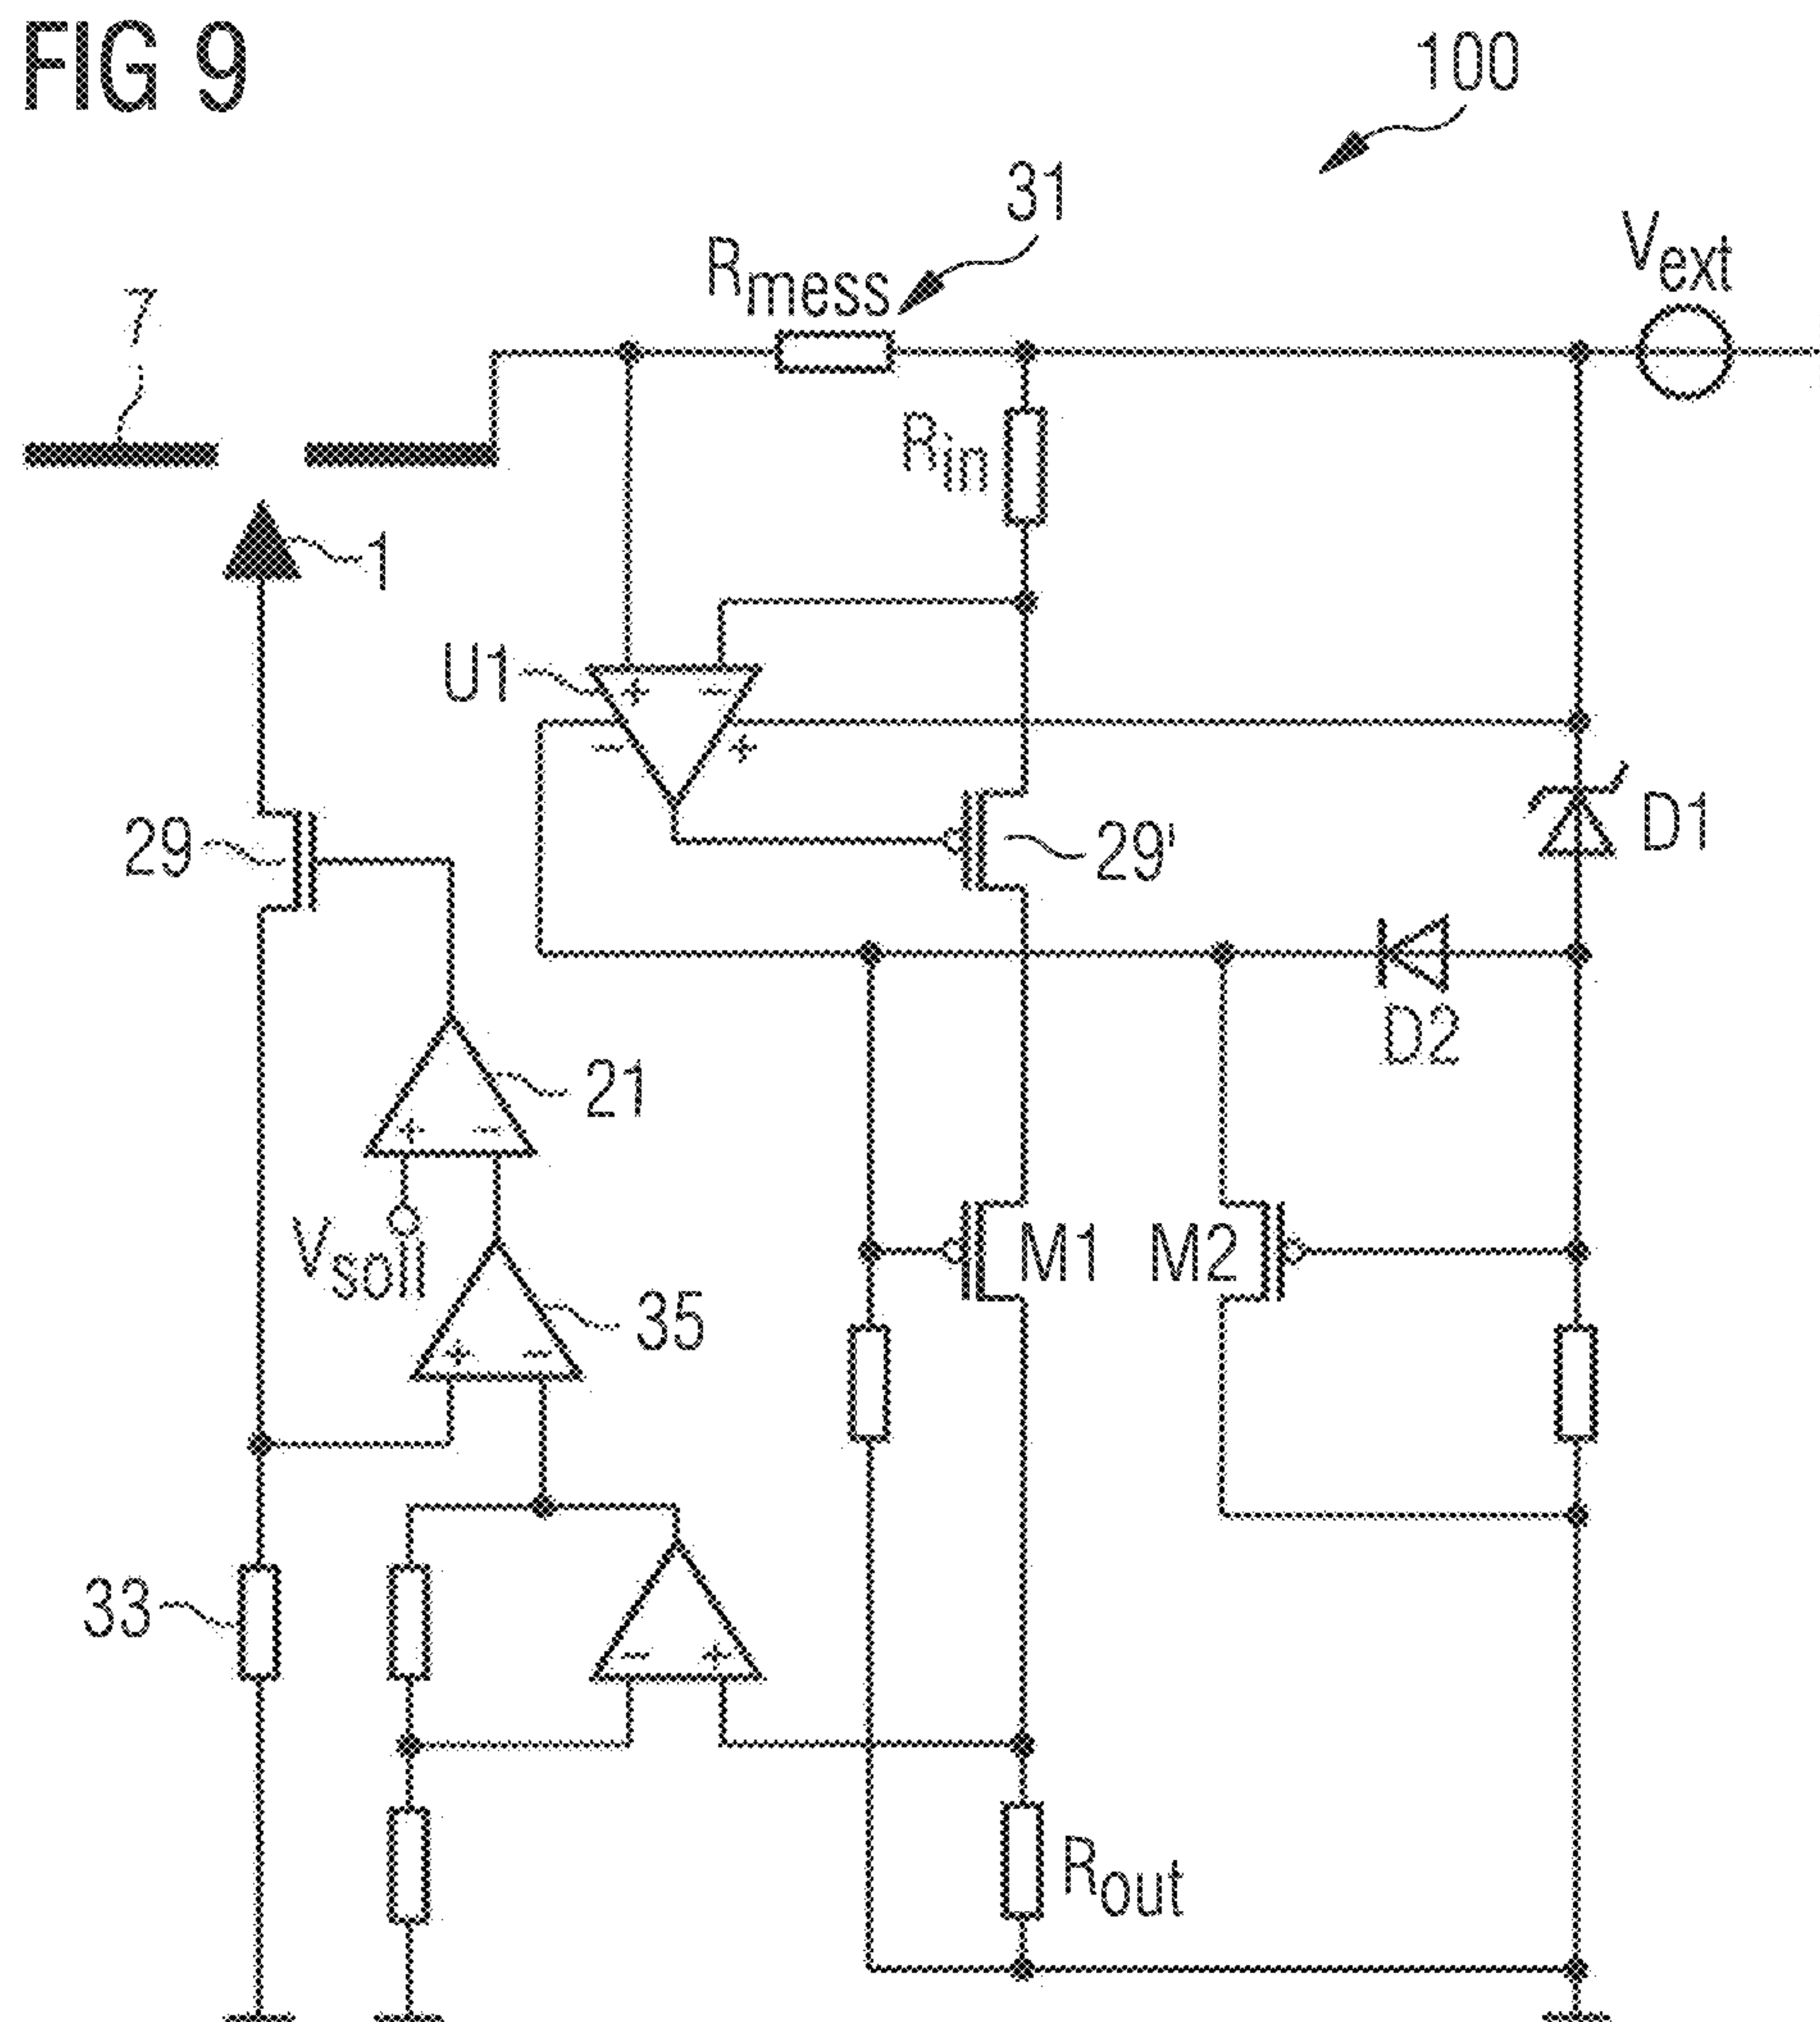 FIG 9
100
31
Rmess
Vext
7
Rin
1
U1
+ -
- +
29
29'
D1
D2
21
+ -
Vsoll
M1
M2
35
+ -
33
- +
Rout